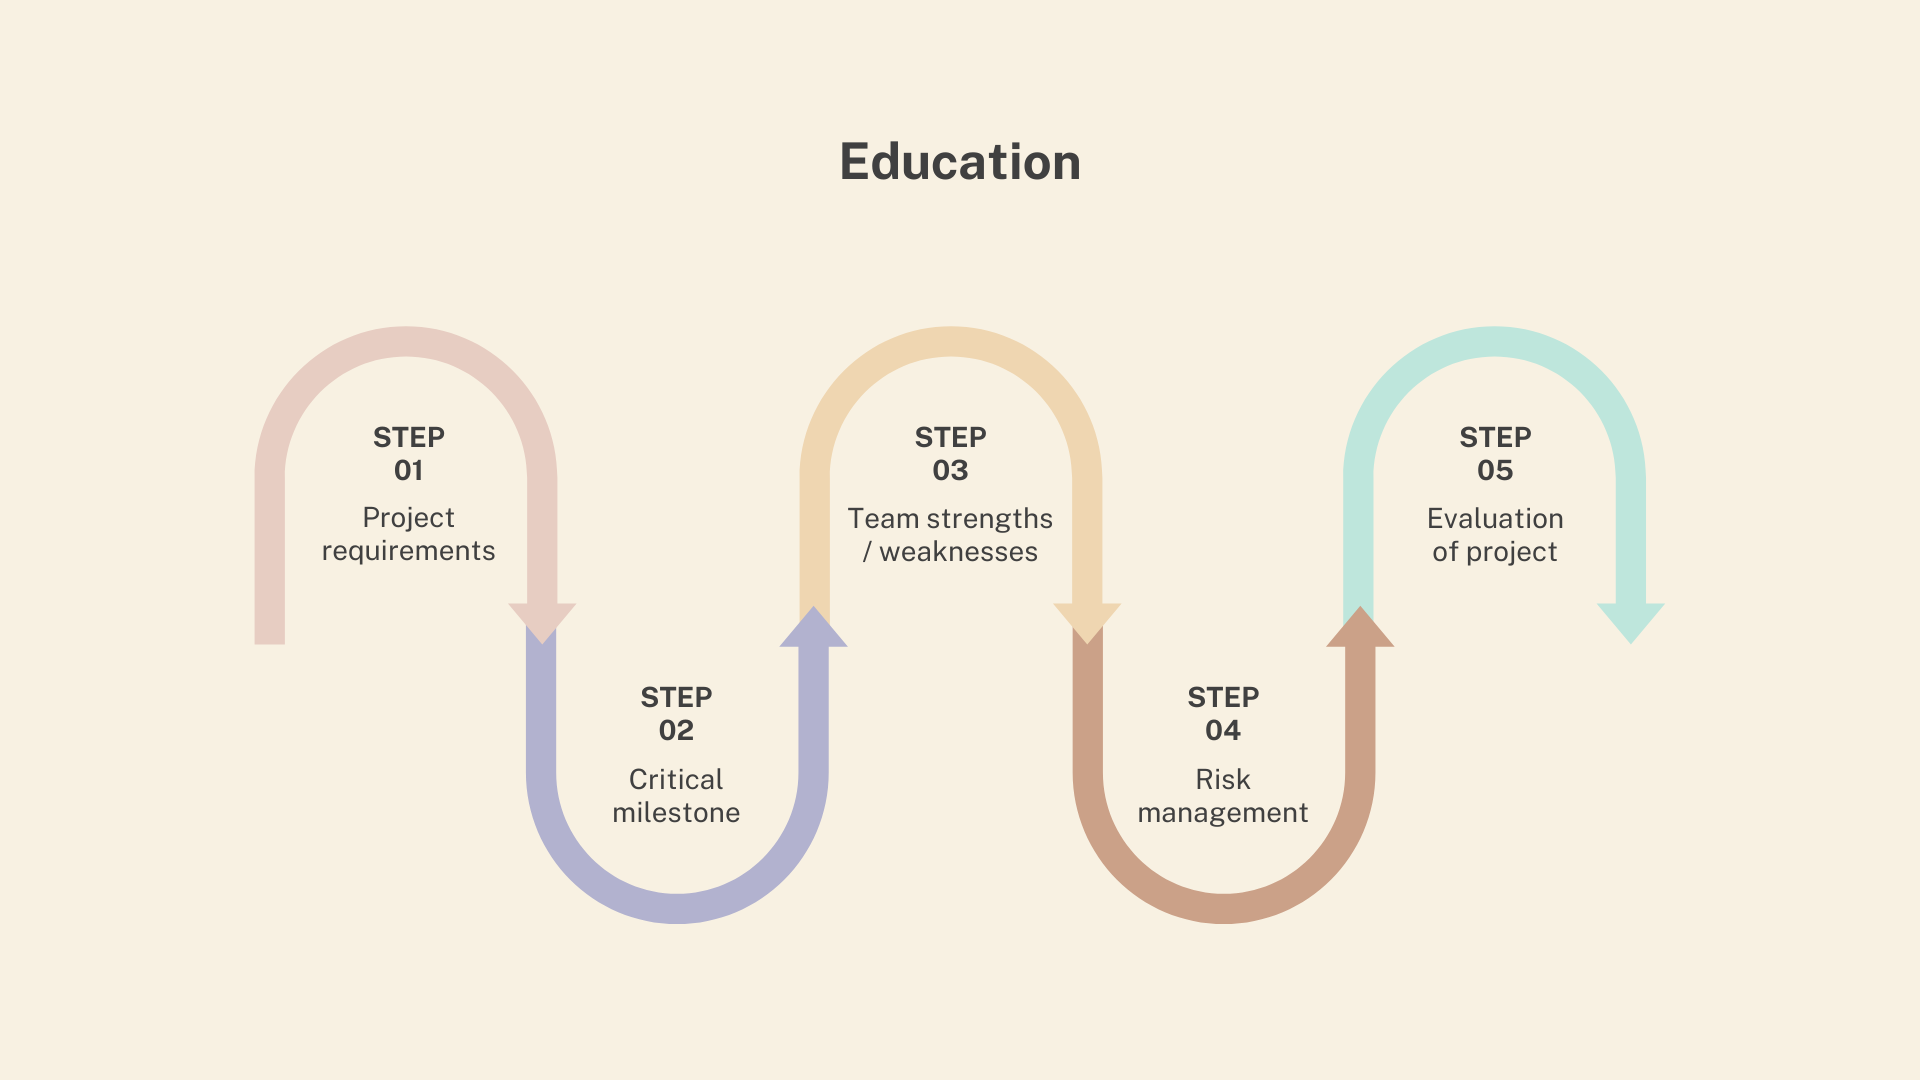 Education
STEP
01
Project
requirements
STEP
02
Critical
milestone
STEP
03
Team strengths
/ weaknesses
STEP
04
Risk
management
STEP
05
Evaluation
of project